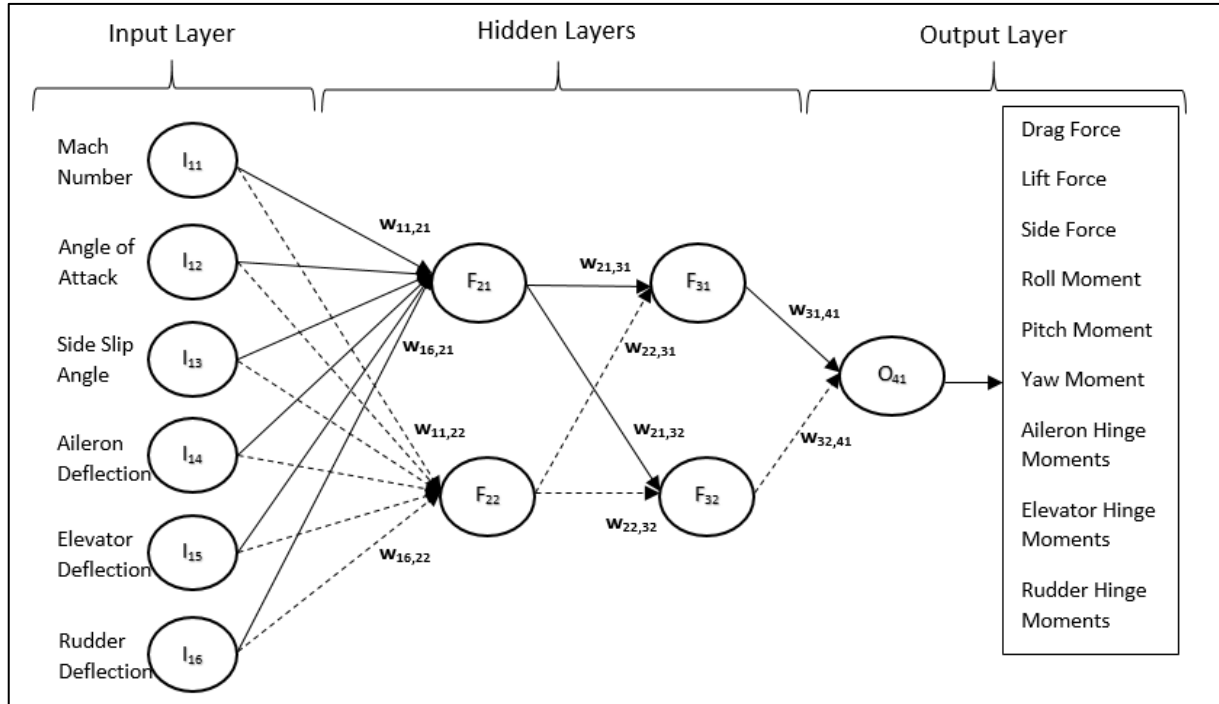 Input Layer
Hidden Layers
Output Layer
Mach
Number
I₁₁
Angle of
Attack
I₁₂
Side Slip
Angle
I₁₃
Aileron
Deflection
I₁₄
Elevator
Deflection
I₁₅
Rudder
Deflection
I₁₆
w₁₁,₂₁
w₁₆,₂₁
w₁₁,₂₂
w₁₆,₂₂
F₂₁
F₂₂
w₂₁,₃₁
w₂₂,₃₁
w₂₁,₃₂
w₂₂,₃₂
F₃₁
F₃₂
w₃₁,₄₁
w₃₂,₄₁
O₄₁
Drag Force
Lift Force
Side Force
Roll Moment
Pitch Moment
Yaw Moment
Aileron Hinge
Moments
Elevator Hinge
Moments
Rudder Hinge
Moments